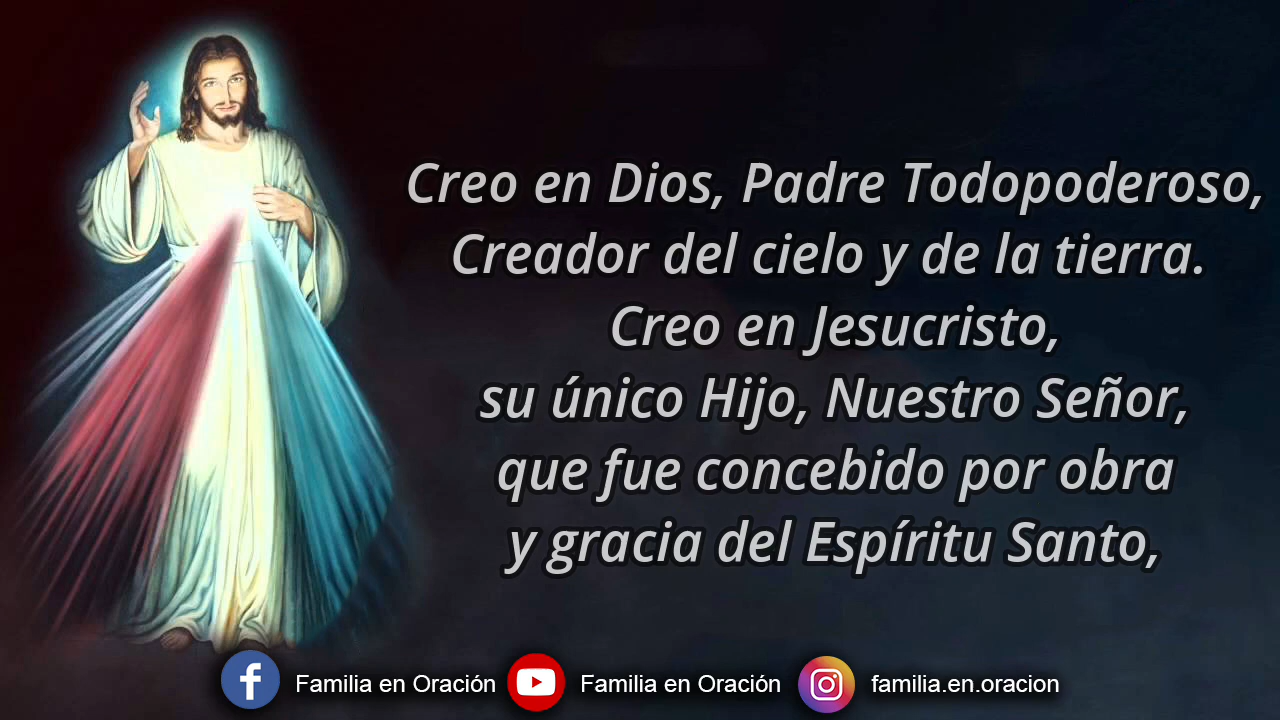 Creo en Dios, Padre Todopoderoso,
Creador del cielo y de la tierra.
Creo en Jesucristo,
su único Hijo, Nuestro Señor,
que fue concebido por obra
y gracia del Espíritu Santo,
Familia en Oración Familia en Oración familia.en.oracion